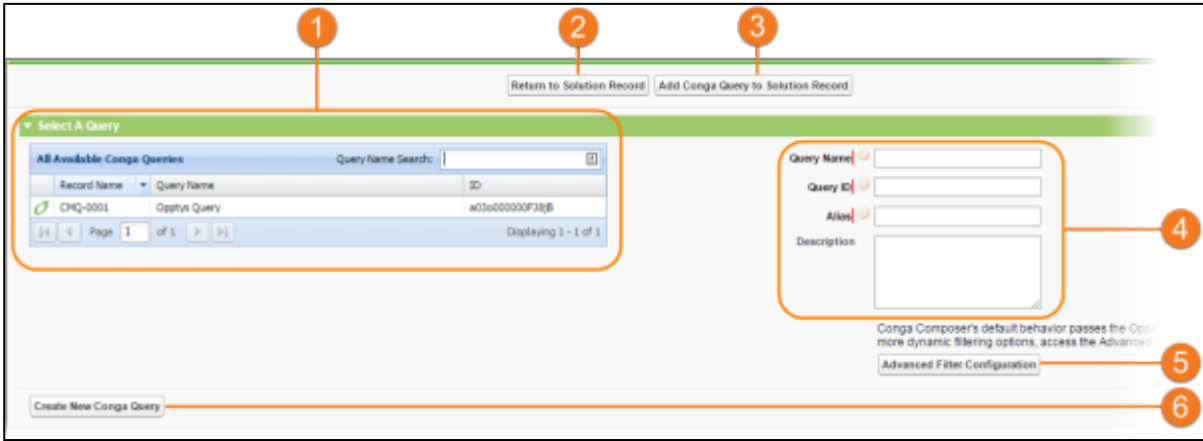 1 2 3
Return to Solution Record Add Conga Query to Solution Record
Select A Query
All Available Conga Queries Query Name Search:
Record Name Query Name ID
CMQ-0001 Opptys Query
Page 1 of 1 Displaying 1 - 1 of 1
Query Name
Query ID
Alias
Description
4
Conga Composer's default behavior passes the
more dynamic filtering options, access the Advanced
Advanced Filter Configuration 5
Create New Conga Query 6